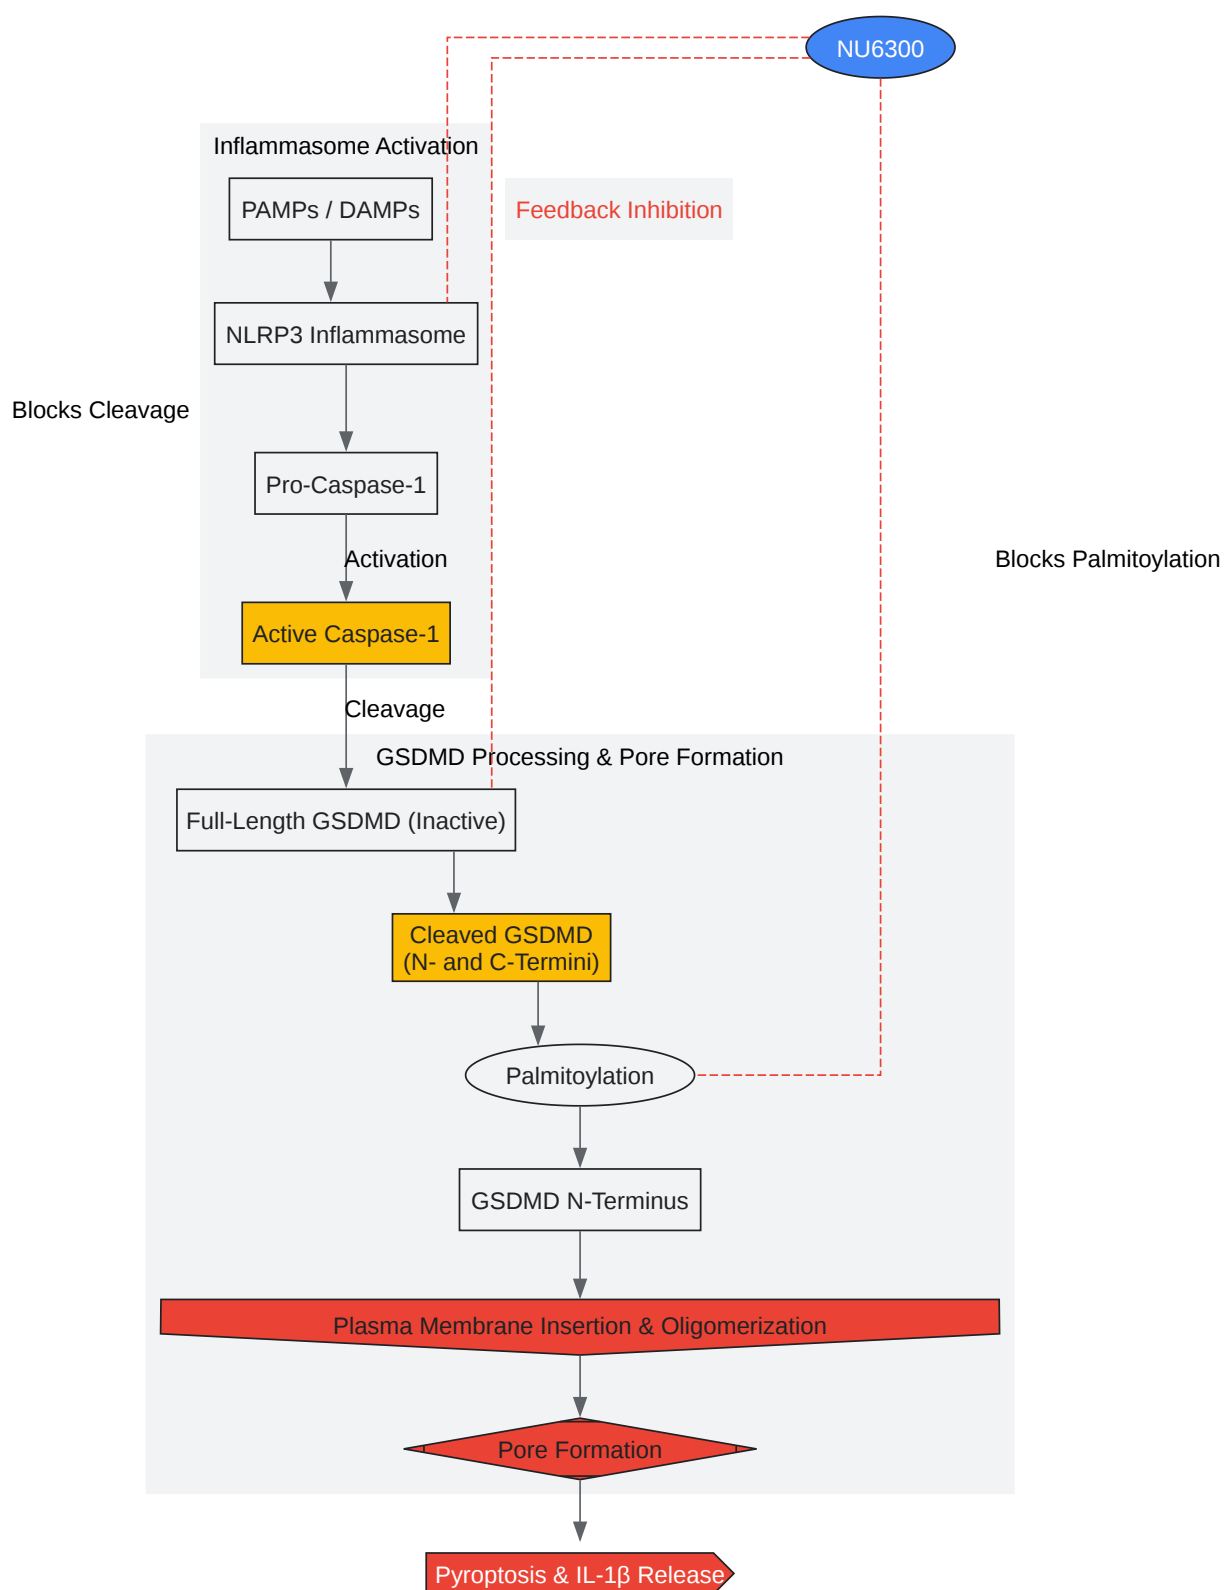 NU6300
Inflammasome Activation
PAMPs / DAMPs
Feedback Inhibition
NLRP3 Inflammasome
Blocks Cleavage
Pro-Caspase-1
Activation
Blocks Palmitoylation
Active Caspase-1
Cleavage
GSDMD Processing & Pore Formation
Full-Length GSDMD (Inactive)
Cleaved GSDMD
(N- and C-Termini)
Palmitoylation
GSDMD N-Terminus
Plasma Membrane Insertion & Oligomerization
Pore Formation
Pyroptosis & IL-1β Release